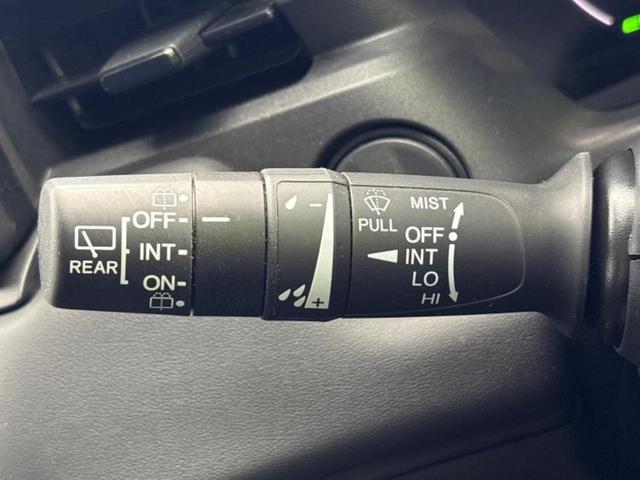 REAR
OFF
INT
ON
- 
+
PULL
MIST
OFF
INT
LO
HI